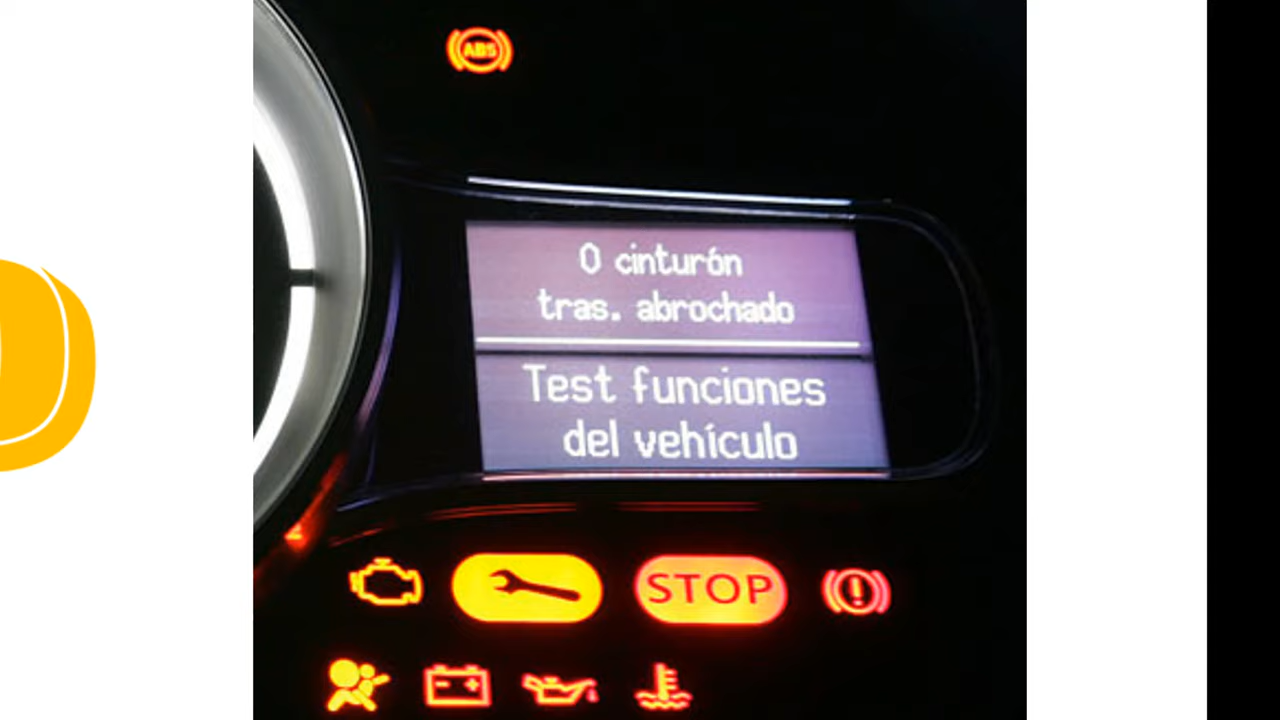 ABS
0 cinturón
tras. abrochado
Test funciones
del vehículo
STOP